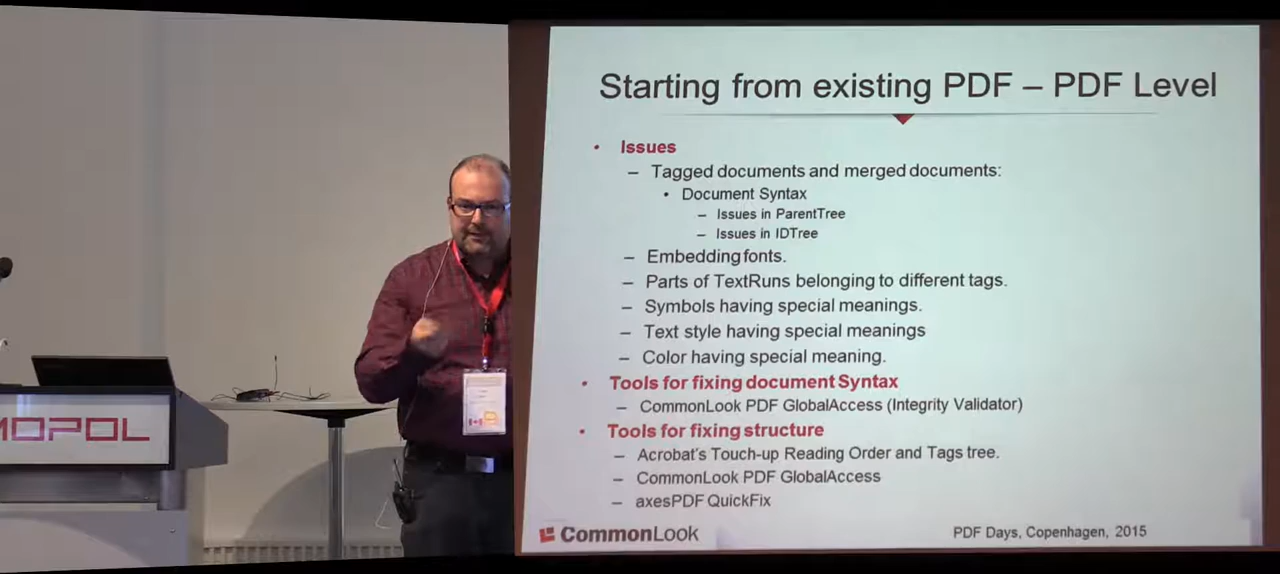 MOPOL
Starting from existing PDF – PDF Level
• Issues
– Tagged documents and merged documents:
• Document Syntax
– Issues in ParentTree
– Issues in IDTree
– Embedding fonts.
– Parts of TextRuns belonging to different tags.
– Symbols having special meanings.
– Text style having special meanings
– Color having special meaning.
• Tools for fixing document Syntax
– CommonLook PDF GlobalAccess (Integrity Validator)
• Tools for fixing structure
– Acrobat's Touch-up Reading Order and Tags tree.
– CommonLook PDF GlobalAccess
– axesPDF QuickFix
CommonLook
PDF Days, Copenhagen, 2015